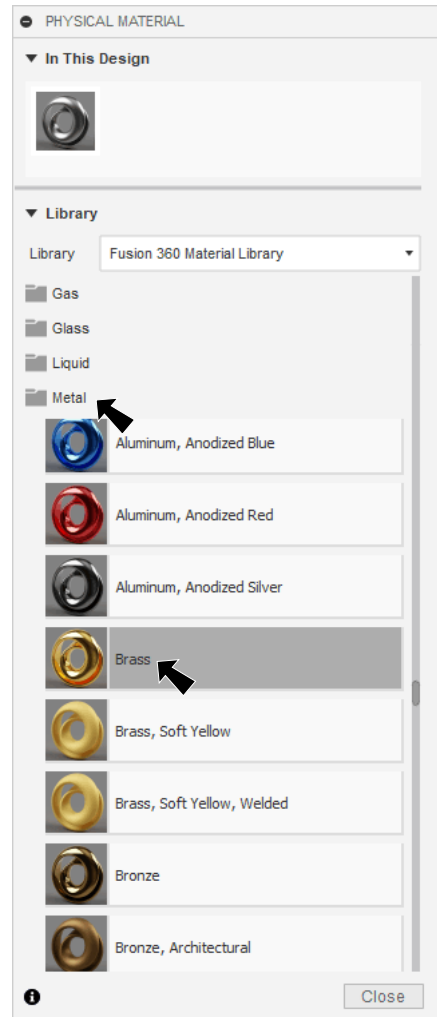 PHYSICAL MATERIAL
In This Design
Library
Library Fusion 360 Material Library
Gas
Glass
Liquid
Metal
Aluminum, Anodized Blue
Aluminum, Anodized Red
Aluminum, Anodized Silver
Brass
Brass, Soft Yellow
Brass, Soft Yellow, Welded
Bronze
Bronze, Architectural
Close